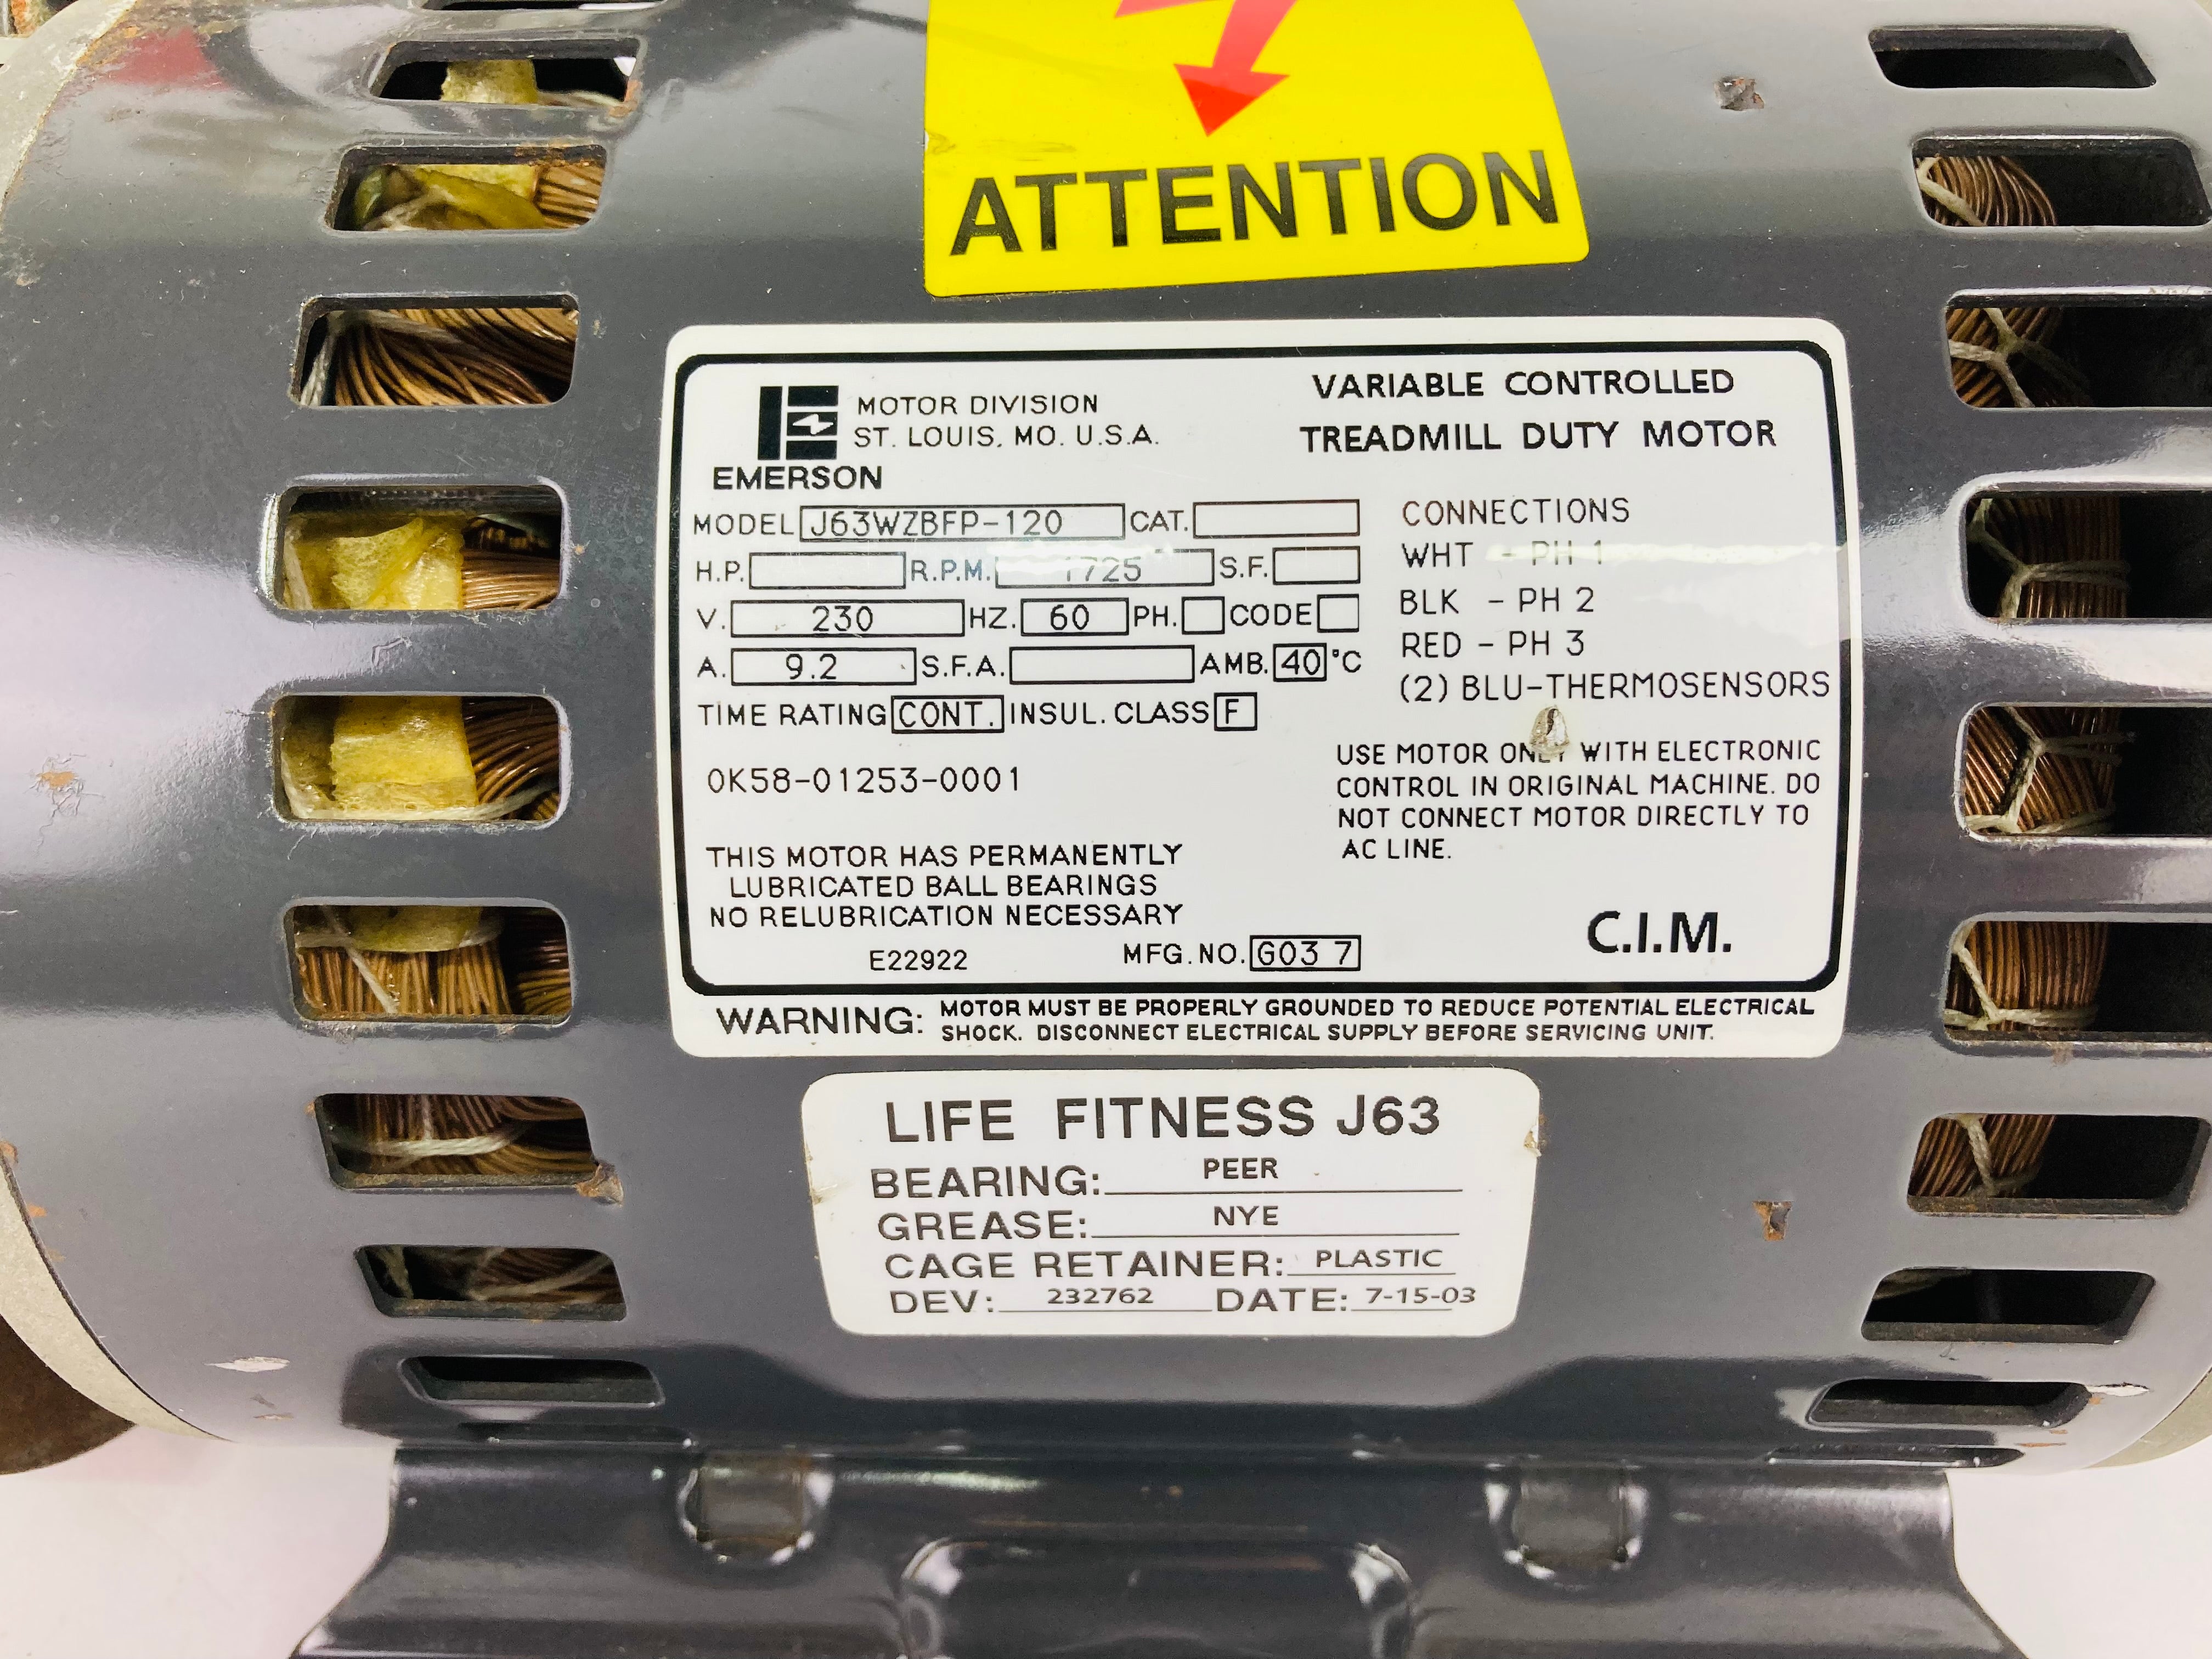 ATTENTION
MOTOR DIVISION
ST. LOUIS, MO. U.S.A.
EMERSON
VARIABLE CONTROLLED
TREADMILL DUTY MOTOR
MODEL J63WZBFP-120 CAT.
H.P. R.P.M. 1725 S.F.
V. 230 HZ. 60 PH. CODE
A. 9.2 S.F.A. AMB. 40 °C
TIME RATING CONT. INSUL. CLASS F
0K58-01253-0001
THIS MOTOR HAS PERMANENTLY
LUBRICATED BALL BEARINGS
NO RELUBRICATION NECESSARY
E22922 MFG. NO. G03 7
CONNECTIONS
WHT - PH 1
BLK - PH 2
RED - PH 3
(2) BLU-THERMOSENSORS
USE MOTOR ONLY WITH ELECTRONIC
CONTROL IN ORIGINAL MACHINE. DO
NOT CONNECT MOTOR DIRECTLY TO
AC LINE.
C.I.M.
WARNING: MOTOR MUST BE PROPERLY GROUNDED TO REDUCE POTENTIAL ELECTRICAL
SHOCK. DISCONNECT ELECTRICAL SUPPLY BEFORE SERVICING UNIT.
LIFE FITNESS J63
BEARING: PEER
GREASE: NYE
CAGE RETAINER: PLASTIC
DEV: 232762 DATE: 7-15-03